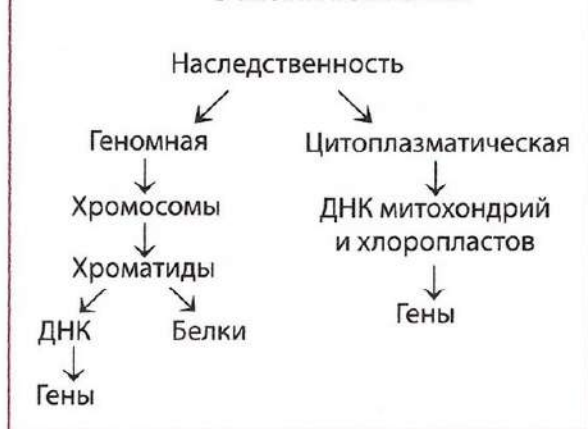 Наследственность
Геномная Цитоплазматическая
Хромосомы ДНК митохондрий
и хлоропластов
Хроматиды
Гены
ДНК Белки
Гены